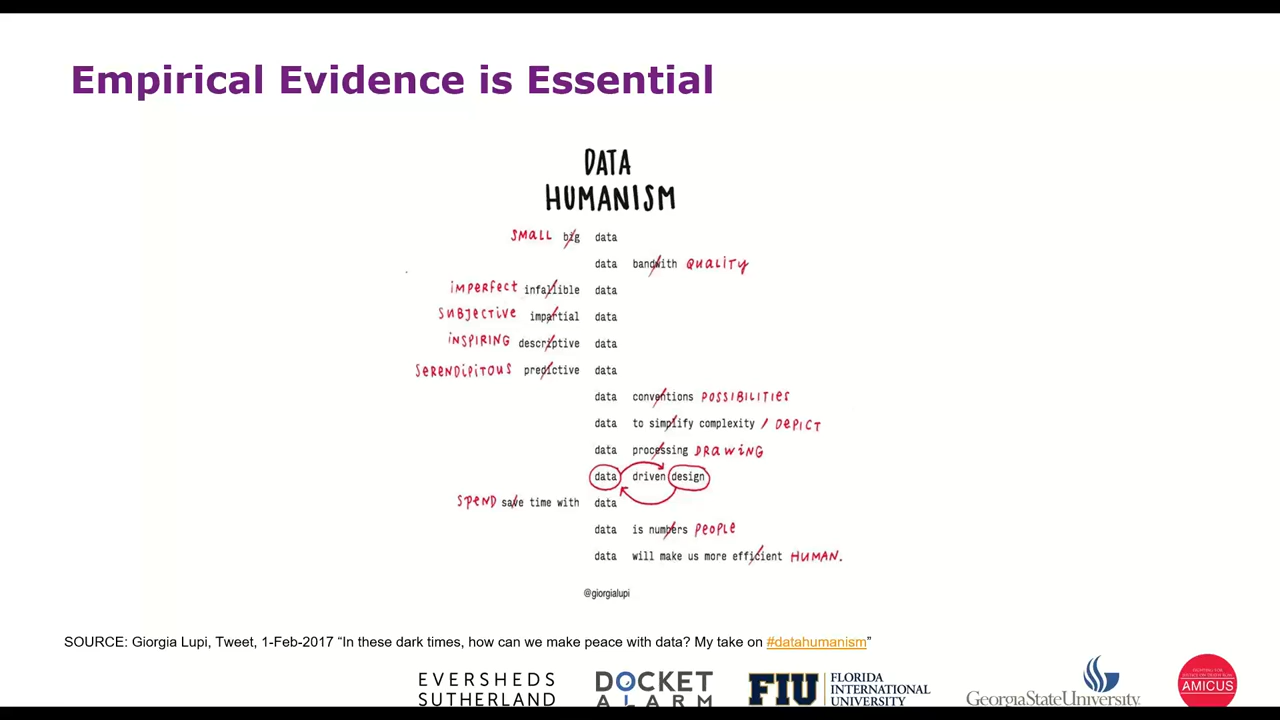 Empirical Evidence is Essential
DATA
HUMANISM
SMALL big data
data bandwith QUALITY
imperfect infallible data
SUBJECTIVE impartial data
iNSPIRING descriptive data
SERENDIPITOUS predictive data
data conventions POSSIBILITIES
data to simplify complexity / DEPICT
data processing DRAWING
data driven design
SPEND save time with data
data is numbers PEOPLE
data will make us more efficient HUMAN.
@giorgialupi
SOURCE: Giorgia Lupi, Tweet, 1-Feb-2017 “In these dark times, how can we make peace with data? My take on #datahumanism”
EVERSHEDS
SUTHERLAND
DOCKET
ALARM
FIU
FLORIDA
INTERNATIONAL
UNIVERSITY
GeorgiaStateUniversity
AMICUS